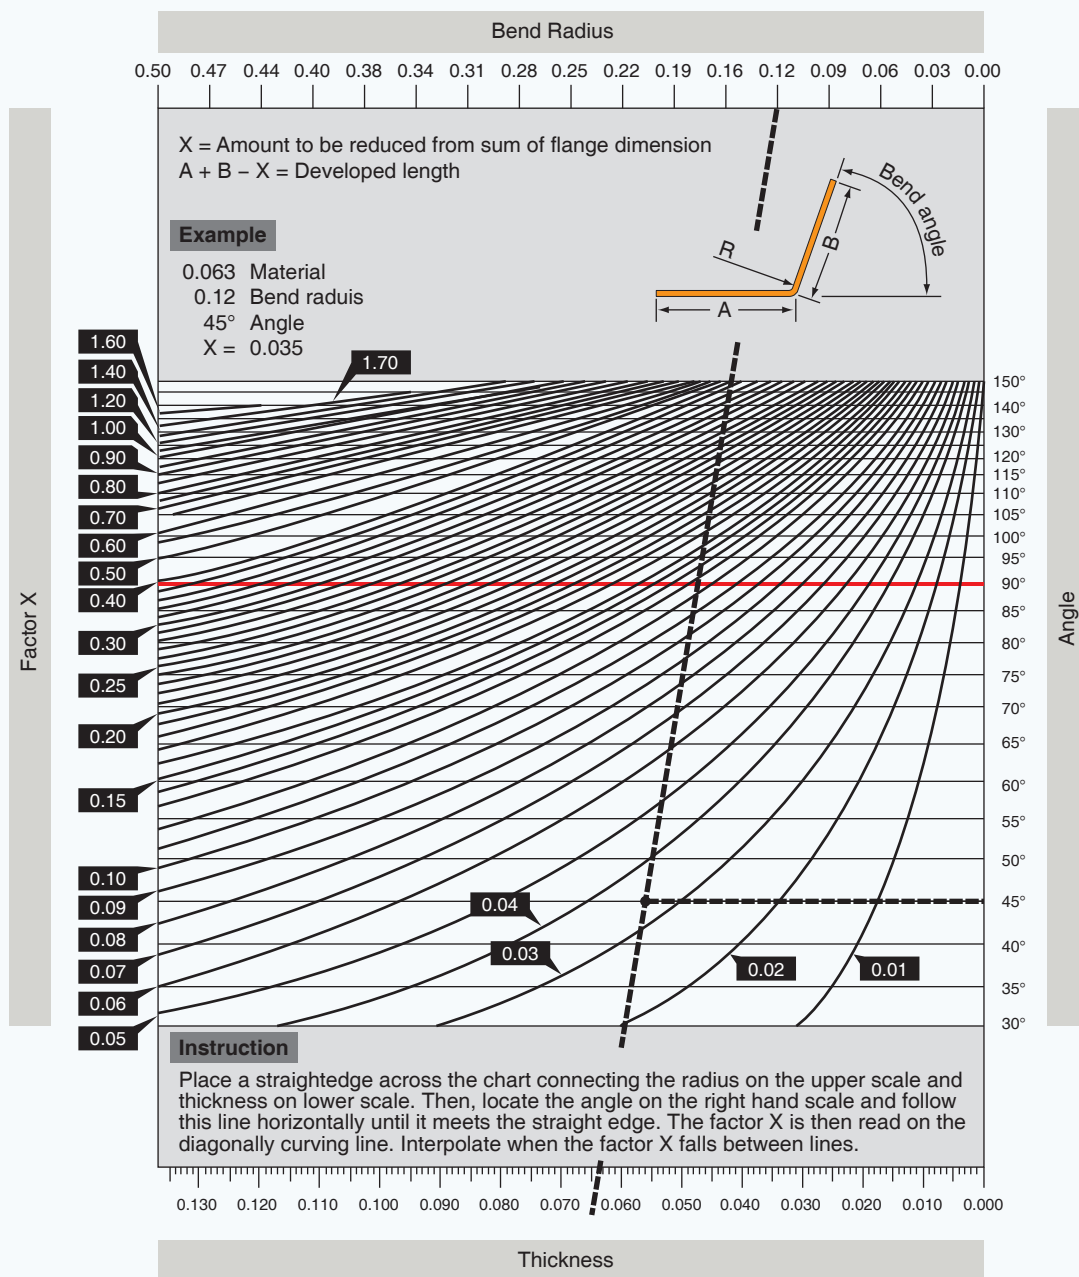 Bend Radius
0.50 0.47 0.44 0.40 0.38 0.34 0.31 0.28 0.25 0.22 0.19 0.16 0.12 0.09 0.06 0.03 0.00
X = Amount to be reduced from sum of flange dimension
A + B − X = Developed length
Example
0.063 Material
0.12 Bend raduis
45° Angle
X = 0.035
Bend angle
R
B
A
Factor X
1.60
1.40
1.20
1.00
0.90
0.80
0.70
0.60
0.50
0.40
0.30
0.25
0.20
0.15
0.10
0.09
0.08
0.07
0.06
0.05
1.70
0.04
0.03
0.02
0.01
150°
140°
130°
120°
115°
110°
105°
100°
95°
90°
85°
80°
75°
70°
65°
60°
55°
50°
45°
40°
35°
30°
Angle
Instruction
Place a straightedge across the chart connecting the radius on the upper scale and
thickness on lower scale. Then, locate the angle on the right hand scale and follow
this line horizontally until it meets the straight edge. The factor X is then read on the
diagonally curving line. Interpolate when the factor X falls between lines.
0.130 0.120 0.110 0.100 0.090 0.080 0.070 0.060 0.050 0.040 0.030 0.020 0.010 0.000
Thickness